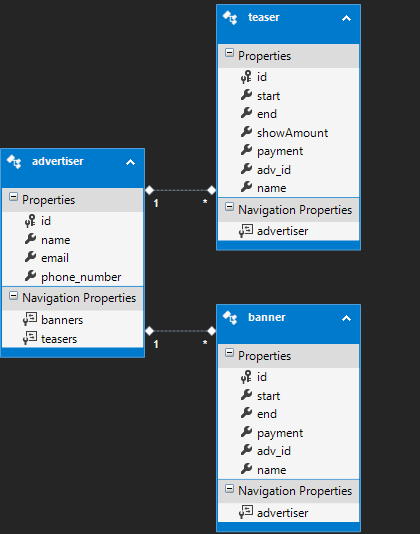 teaser
Properties
id
start
end
showAmount
payment
adv_id
name
Navigation Properties
advertiser
advertiser
Properties
id
name
email
phone_number
Navigation Properties
banners
teasers
1 *
1 *
banner
Properties
id
start
end
payment
adv_id
name
Navigation Properties
advertiser